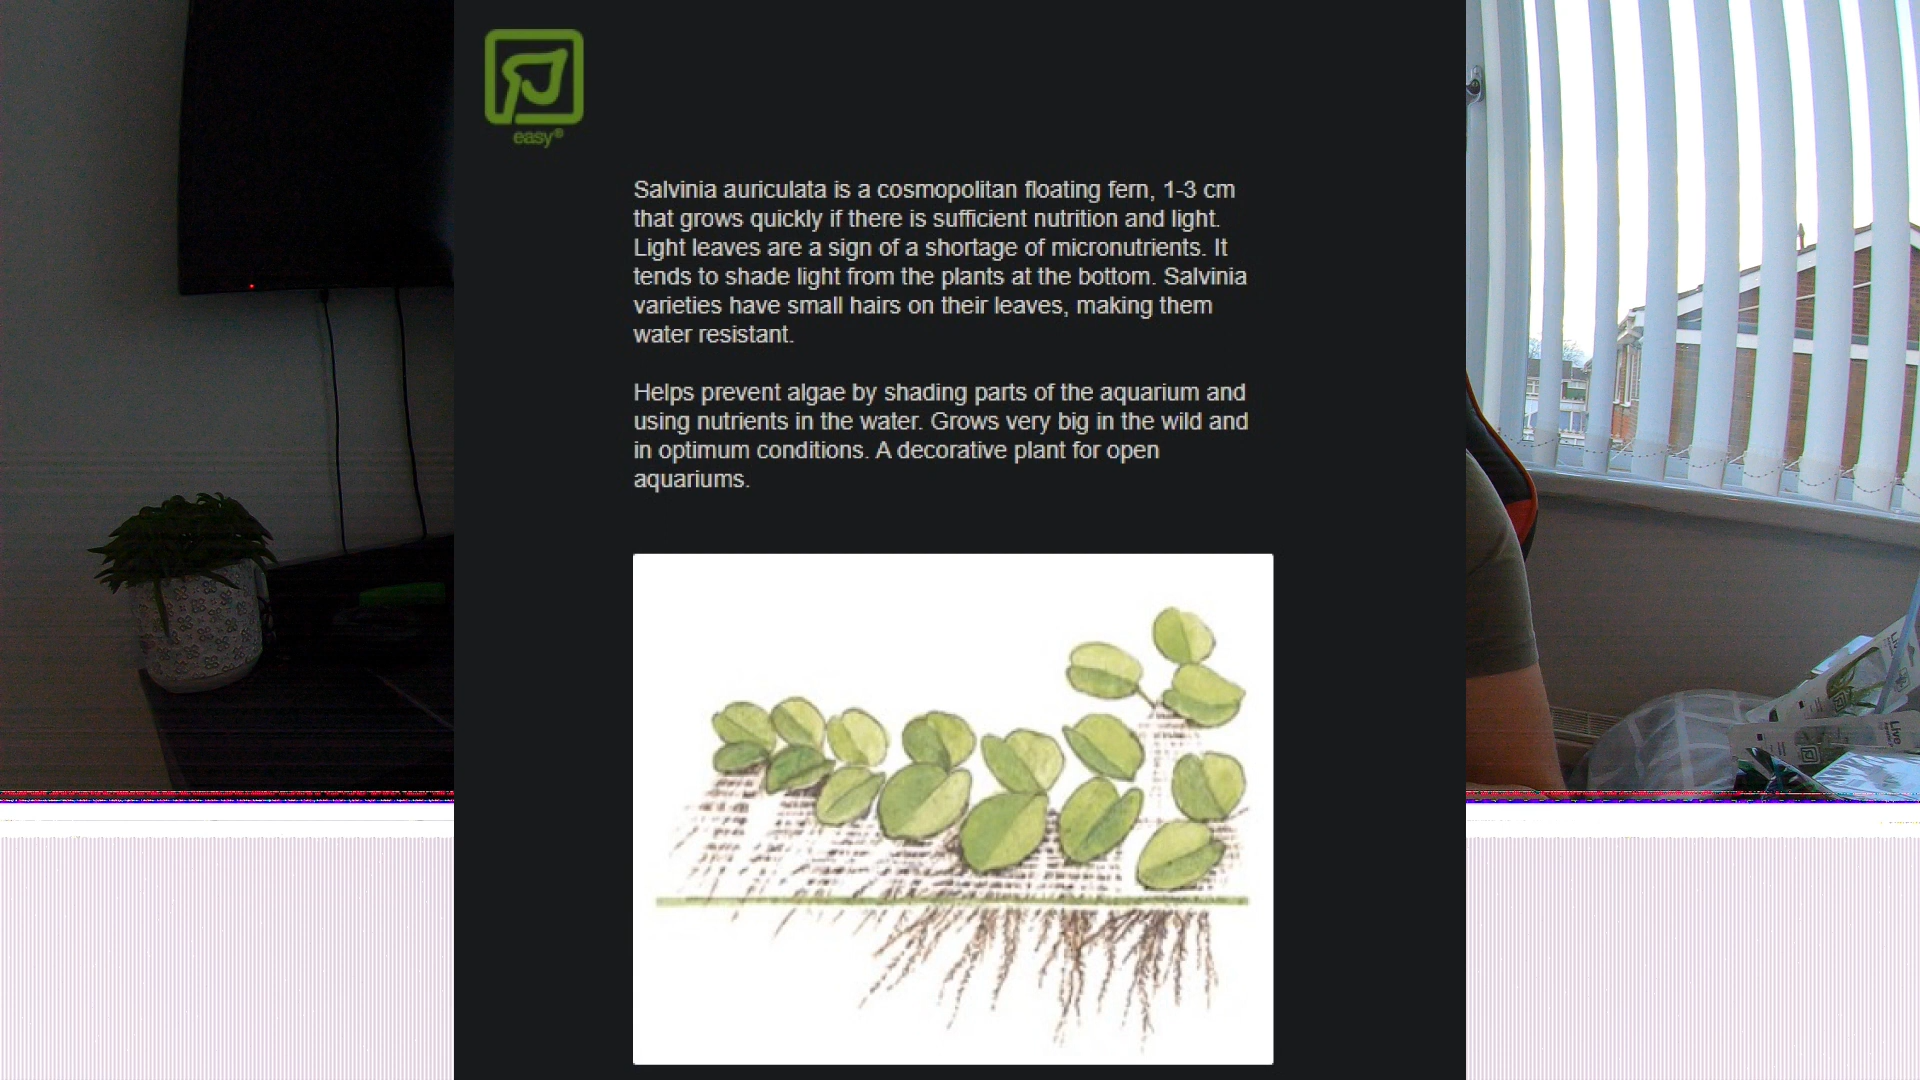 easy®
Salvinia auriculata is a cosmopolitan floating fern, 1-3 cm
that grows quickly if there is sufficient nutrition and light.
Light leaves are a sign of a shortage of micronutrients. It
tends to shade light from the plants at the bottom. Salvinia
varieties have small hairs on their leaves, making them
water resistant.
Helps prevent algae by shading parts of the aquarium and
using nutrients in the water. Grows very big in the wild and
in optimum conditions. A decorative plant for open
aquariums.
Live
Live